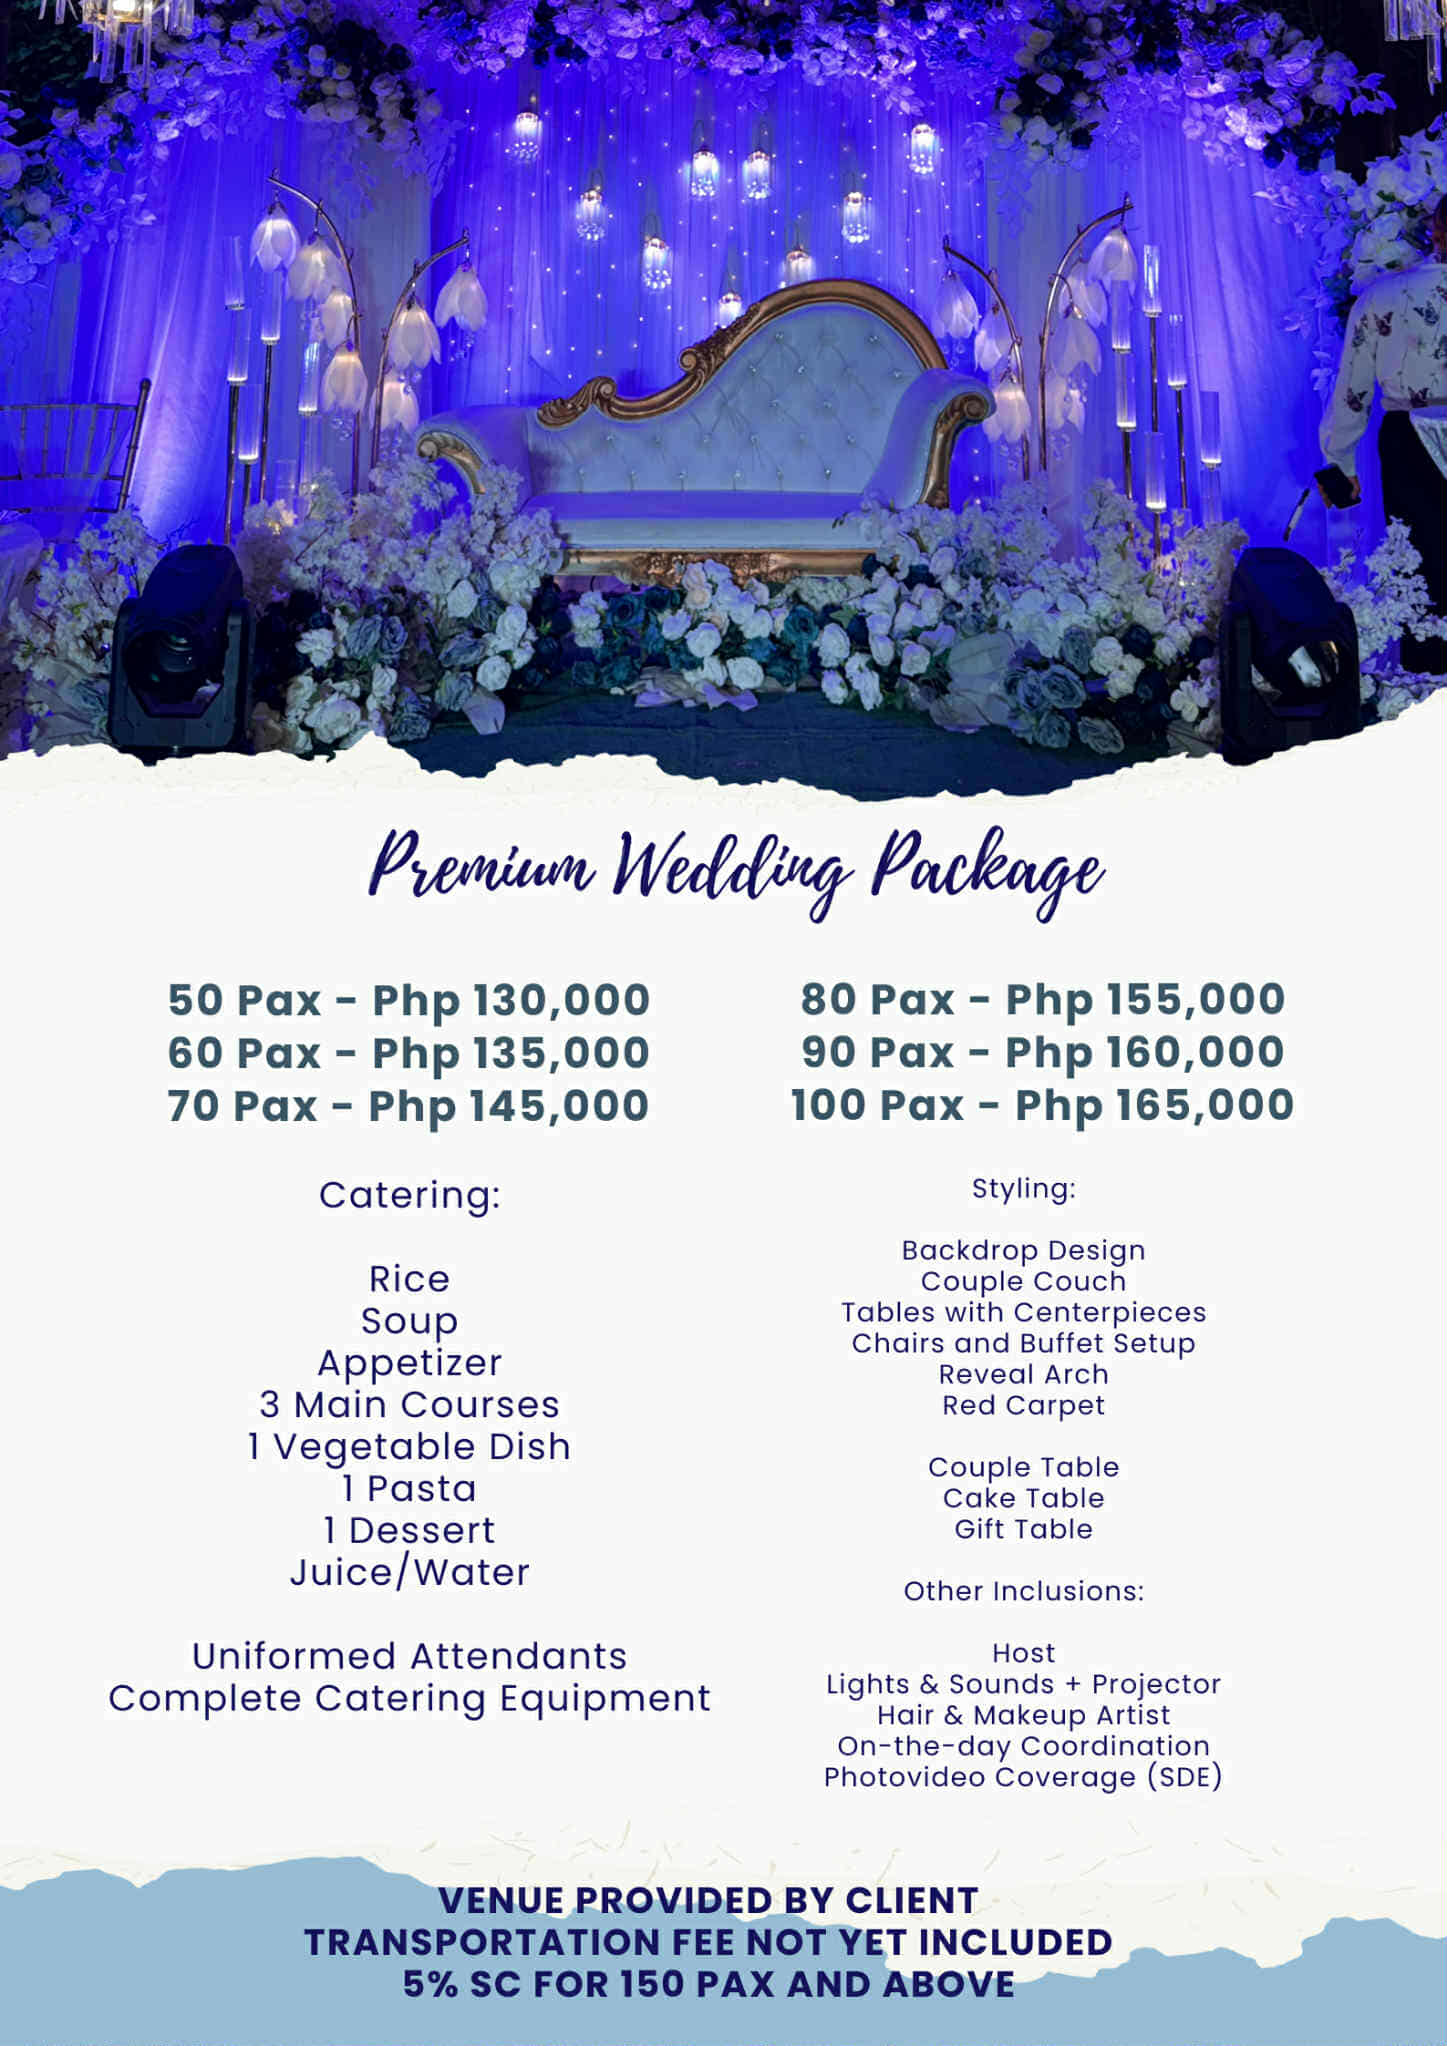 Premium Wedding Package
50 Pax - Php 130,000
60 Pax - Php 135,000
70 Pax - Php 145,000
80 Pax - Php 155,000
90 Pax - Php 160,000
100 Pax - Php 165,000
Catering:
Rice
Soup
Appetizer
3 Main Courses
1 Vegetable Dish
1 Pasta
1 Dessert
Juice/Water
Uniformed Attendants
Complete Catering Equipment
Styling:
Backdrop Design
Couple Couch
Tables with Centerpieces
Chairs and Buffet Setup
Reveal Arch
Red Carpet
Couple Table
Cake Table
Gift Table
Other Inclusions:
Host
Lights & Sounds + Projector
Hair & Makeup Artist
On-the-day Coordination
Photovideo Coverage (SDE)
VENUE PROVIDED BY CLIENT
TRANSPORTATION FEE NOT YET INCLUDED
5% SC FOR 150 PAX AND ABOVE